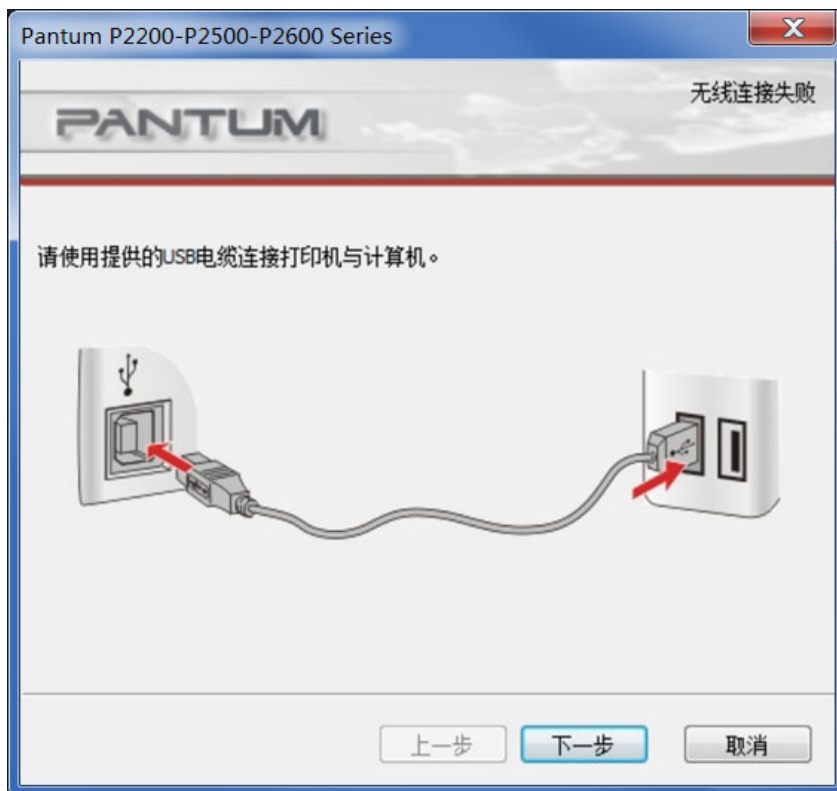 Pantum P2200-P2500-P2600 Series
无线连接失败
PANTUM
请使用提供的USB电缆连接打印机与计算机。
上一步
下一步
取消